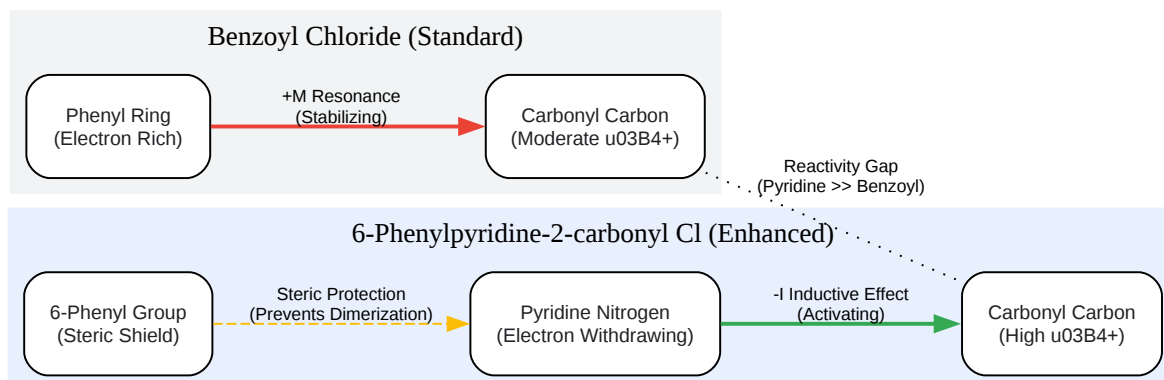 Benzoyl Chloride (Standard)
Phenyl Ring
(Electron Rich)
+M Resonance
(Stabilizing)
Carbonyl Carbon
(Moderate u03B4+)
Reactivity Gap
(Pyridine >> Benzoyl)
6-Phenylpyridine-2-carbonyl Cl (Enhanced)
6-Phenyl Group
(Steric Shield)
Steric Protection
(Prevents Dimerization)
Pyridine Nitrogen
(Electron Withdrawing)
-I Inductive Effect
(Activating)
Carbonyl Carbon
(High u03B4+)